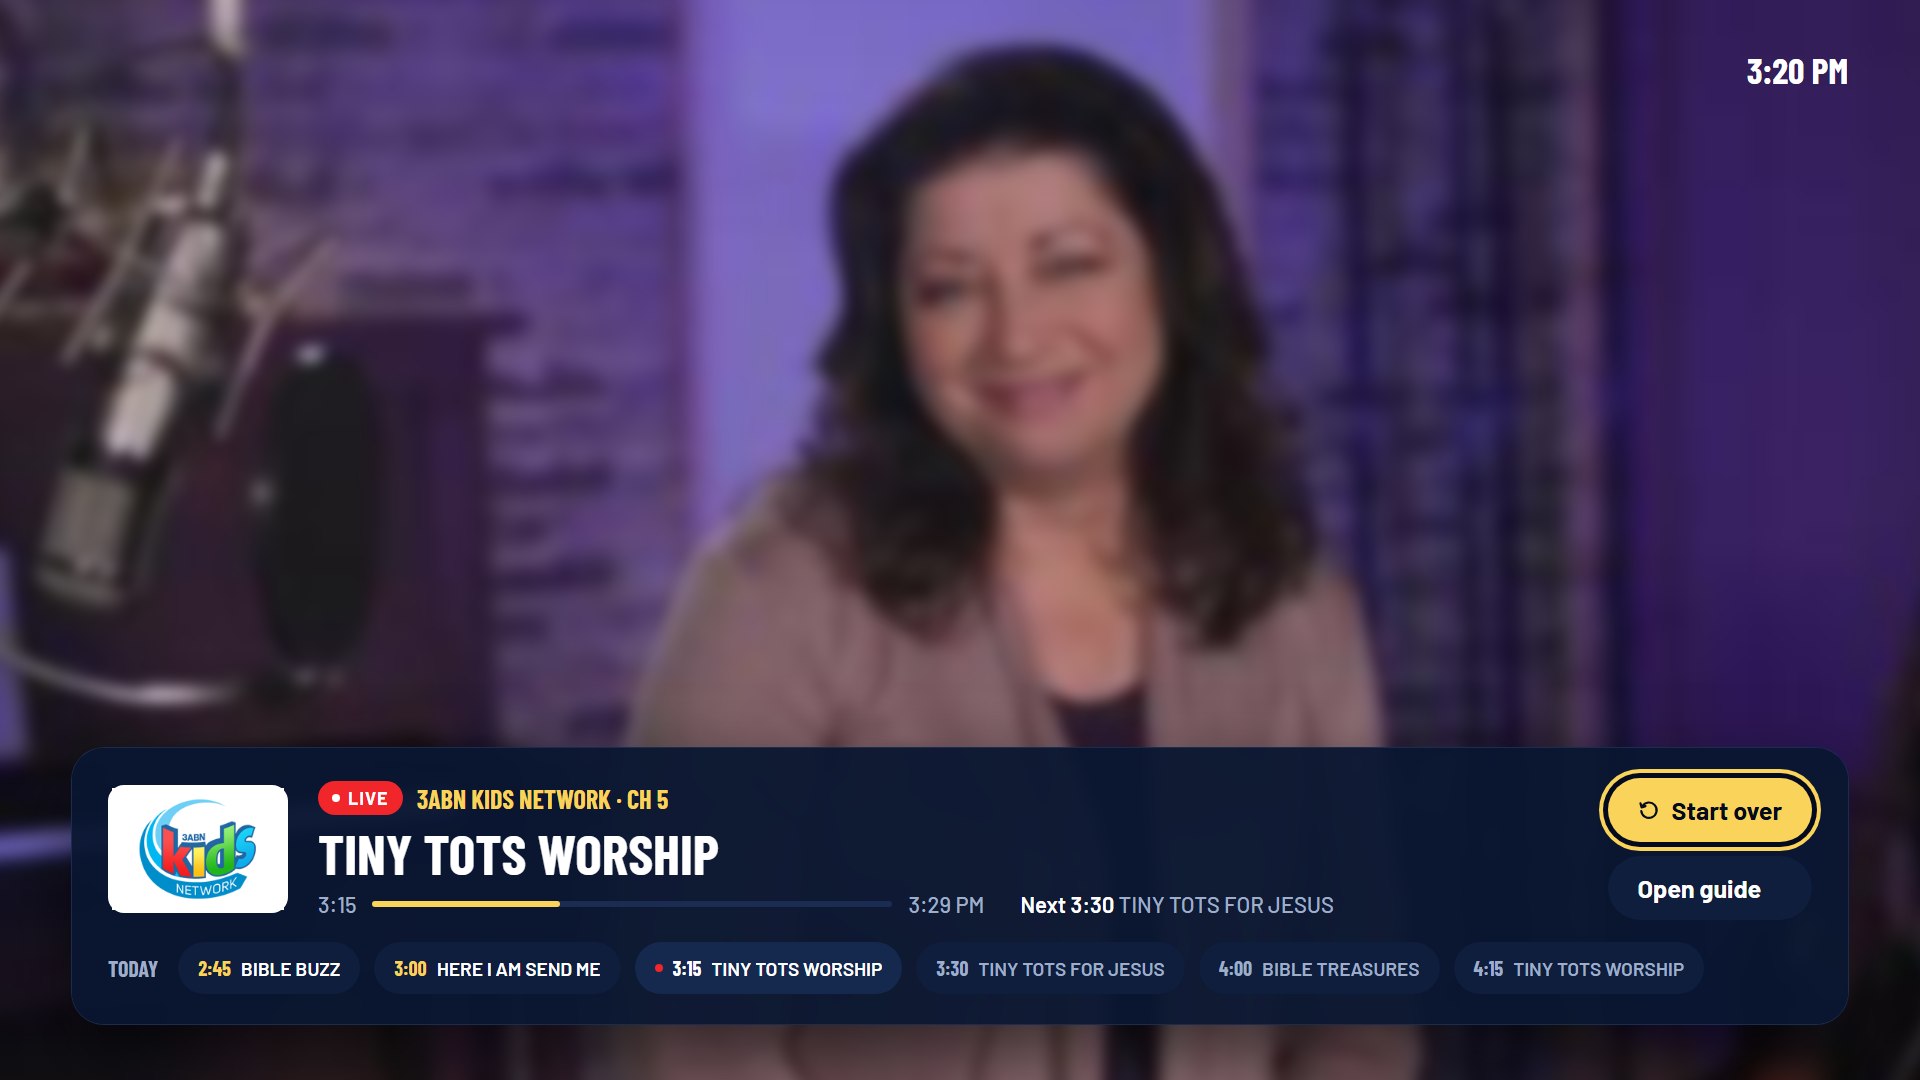 3:20 PM
LIVE 3ABN KIDS NETWORK · CH 5
TINY TOTS WORSHIP
3:15 3:29 PM Next 3:30 TINY TOTS FOR JESUS
3ABN
kids
NETWORK
Start over
Open guide
TODAY 2:45 BIBLE BUZZ 3:00 HERE I AM SEND ME 3:15 TINY TOTS WORSHIP 3:30 TINY TOTS FOR JESUS 4:00 BIBLE TREASURES 4:15 TINY TOTS WORSHIP